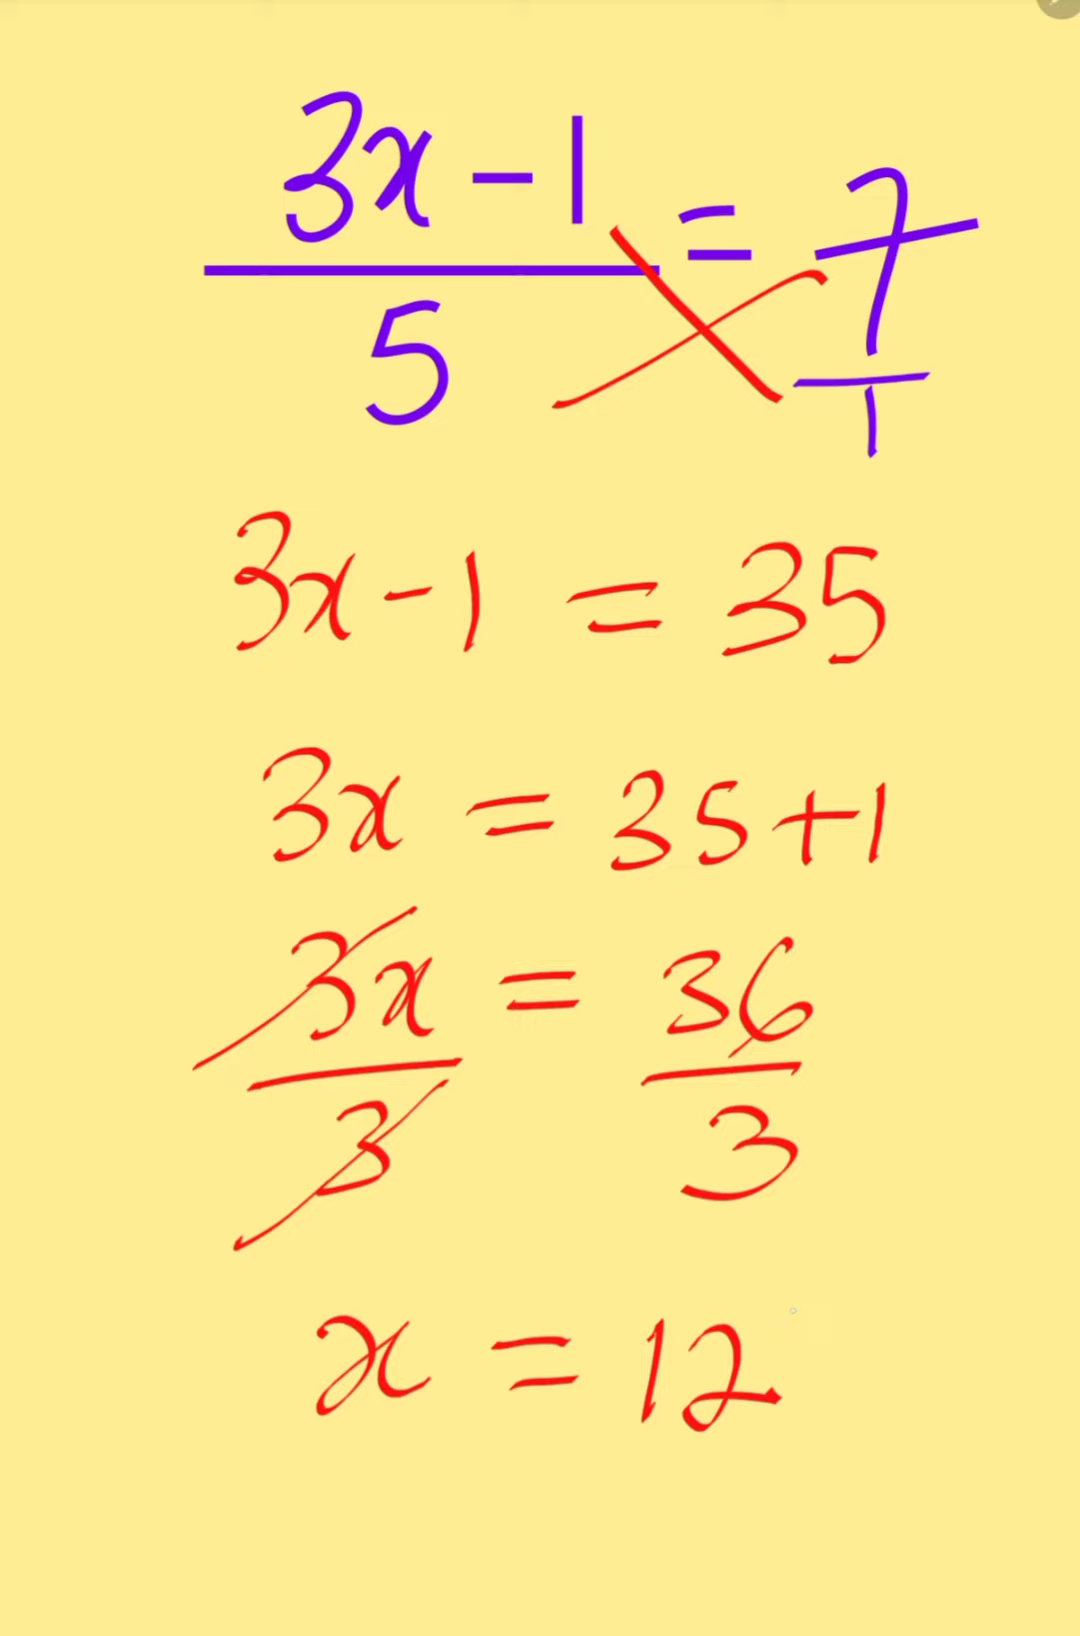 3x - 1 = 7
5 1
3x - 1 = 35
3x = 35 + 1
3x = 36
3 3
x = 12